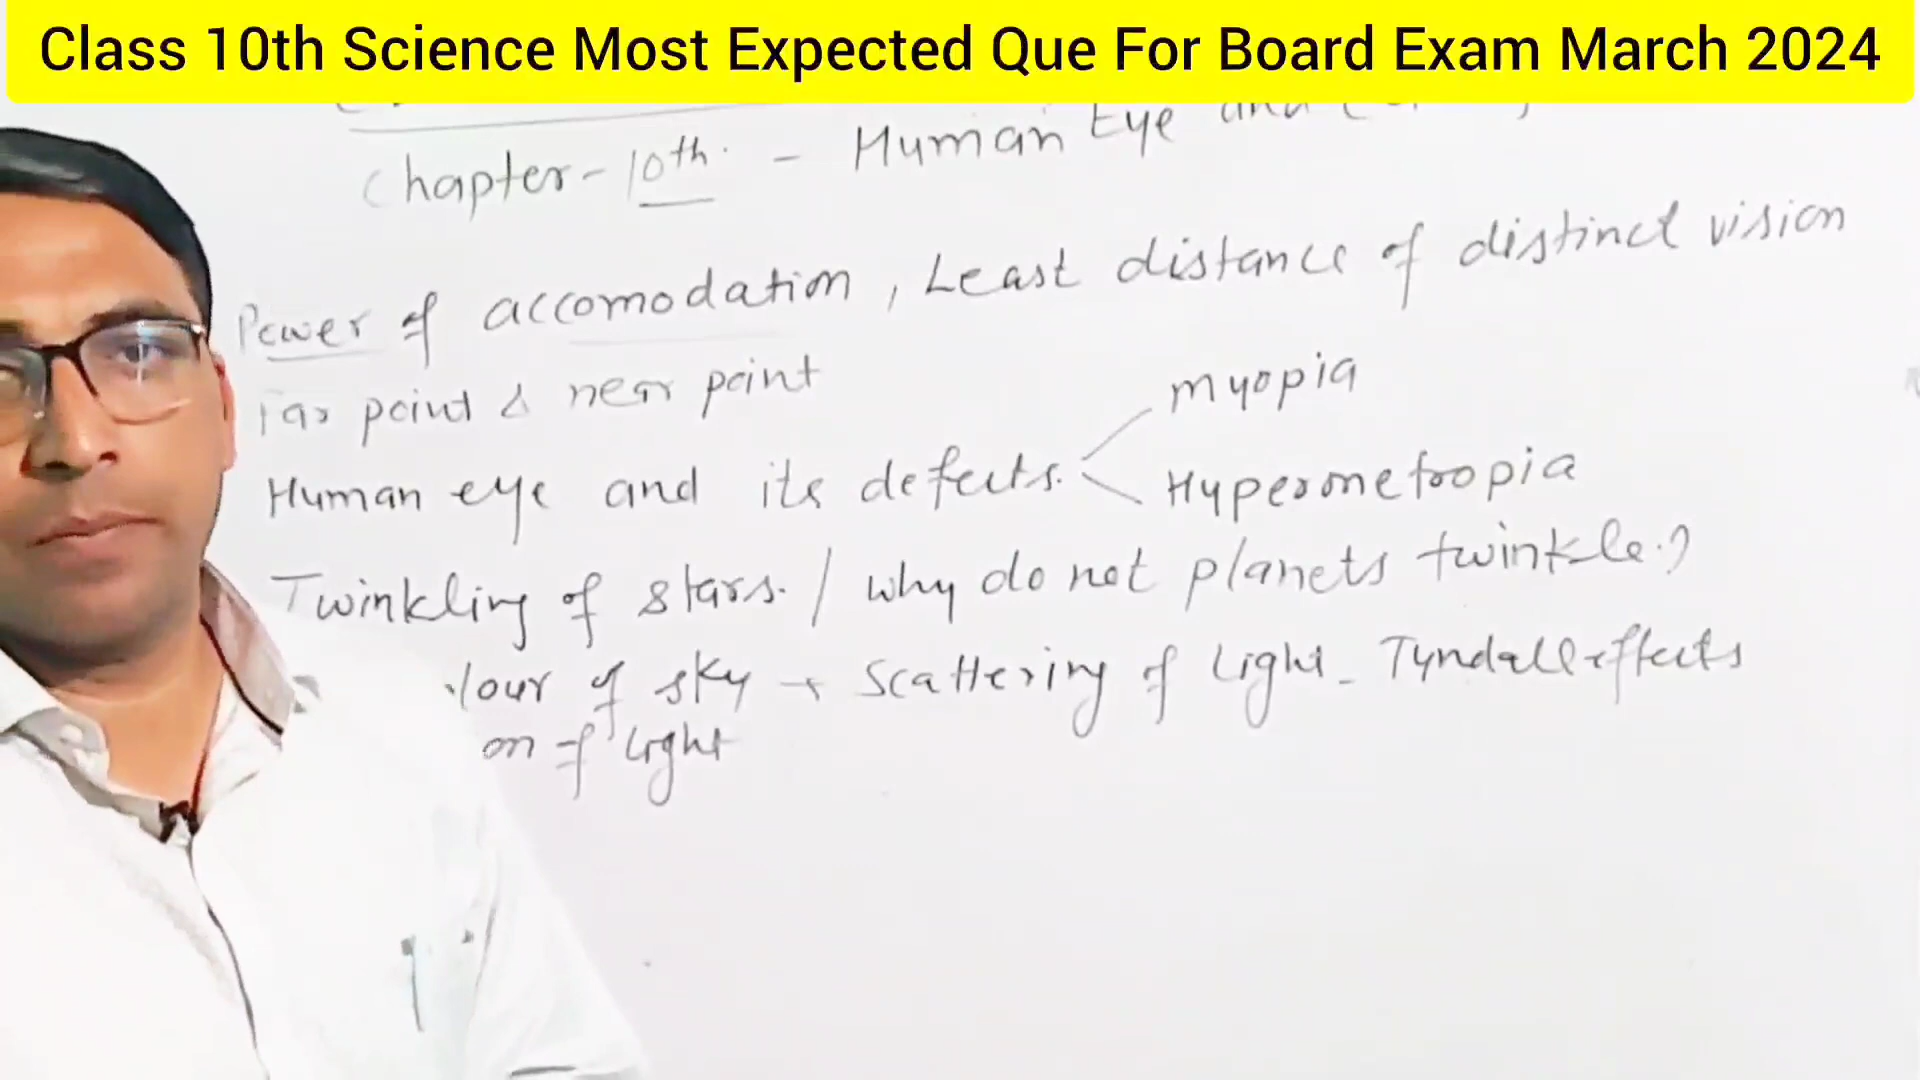 Class 10th Science Most Expected Que For Board Exam March 2024
Chapter - 10th. - Human Eye and
Power of accomodation, Least distance of distinct vision
Far point & near point
Human eye and its defects. myopia
Hypermetropia
Twinkling of stars. / why do not planets twinkle.?
lour of sky → Scattering of light - Tyndall effects
on of light